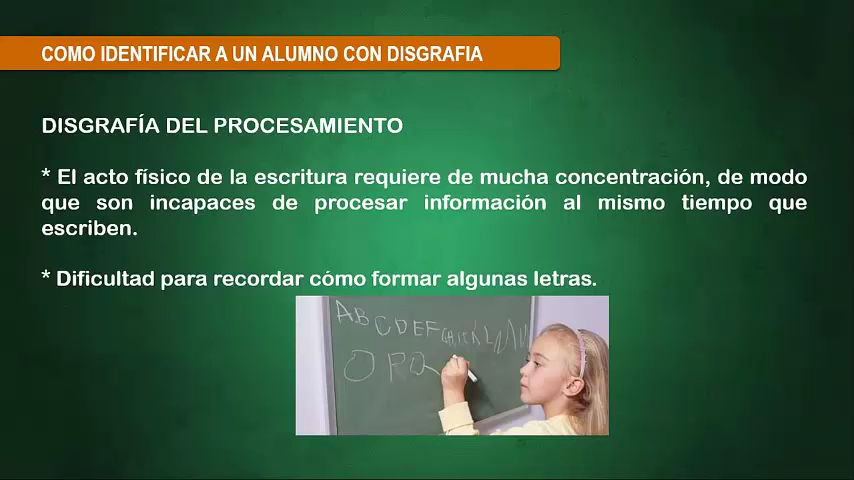 COMO IDENTIFICAR A UN ALUMNO CON DISGRAFIA
DISGRAFÍA DEL PROCESAMIENTO
* El acto físico de la escritura requiere de mucha concentración, de modo
que son incapaces de procesar información al mismo tiempo que
escriben.
* Dificultad para recordar cómo formar algunas letras.
ABCDEF
OPQ